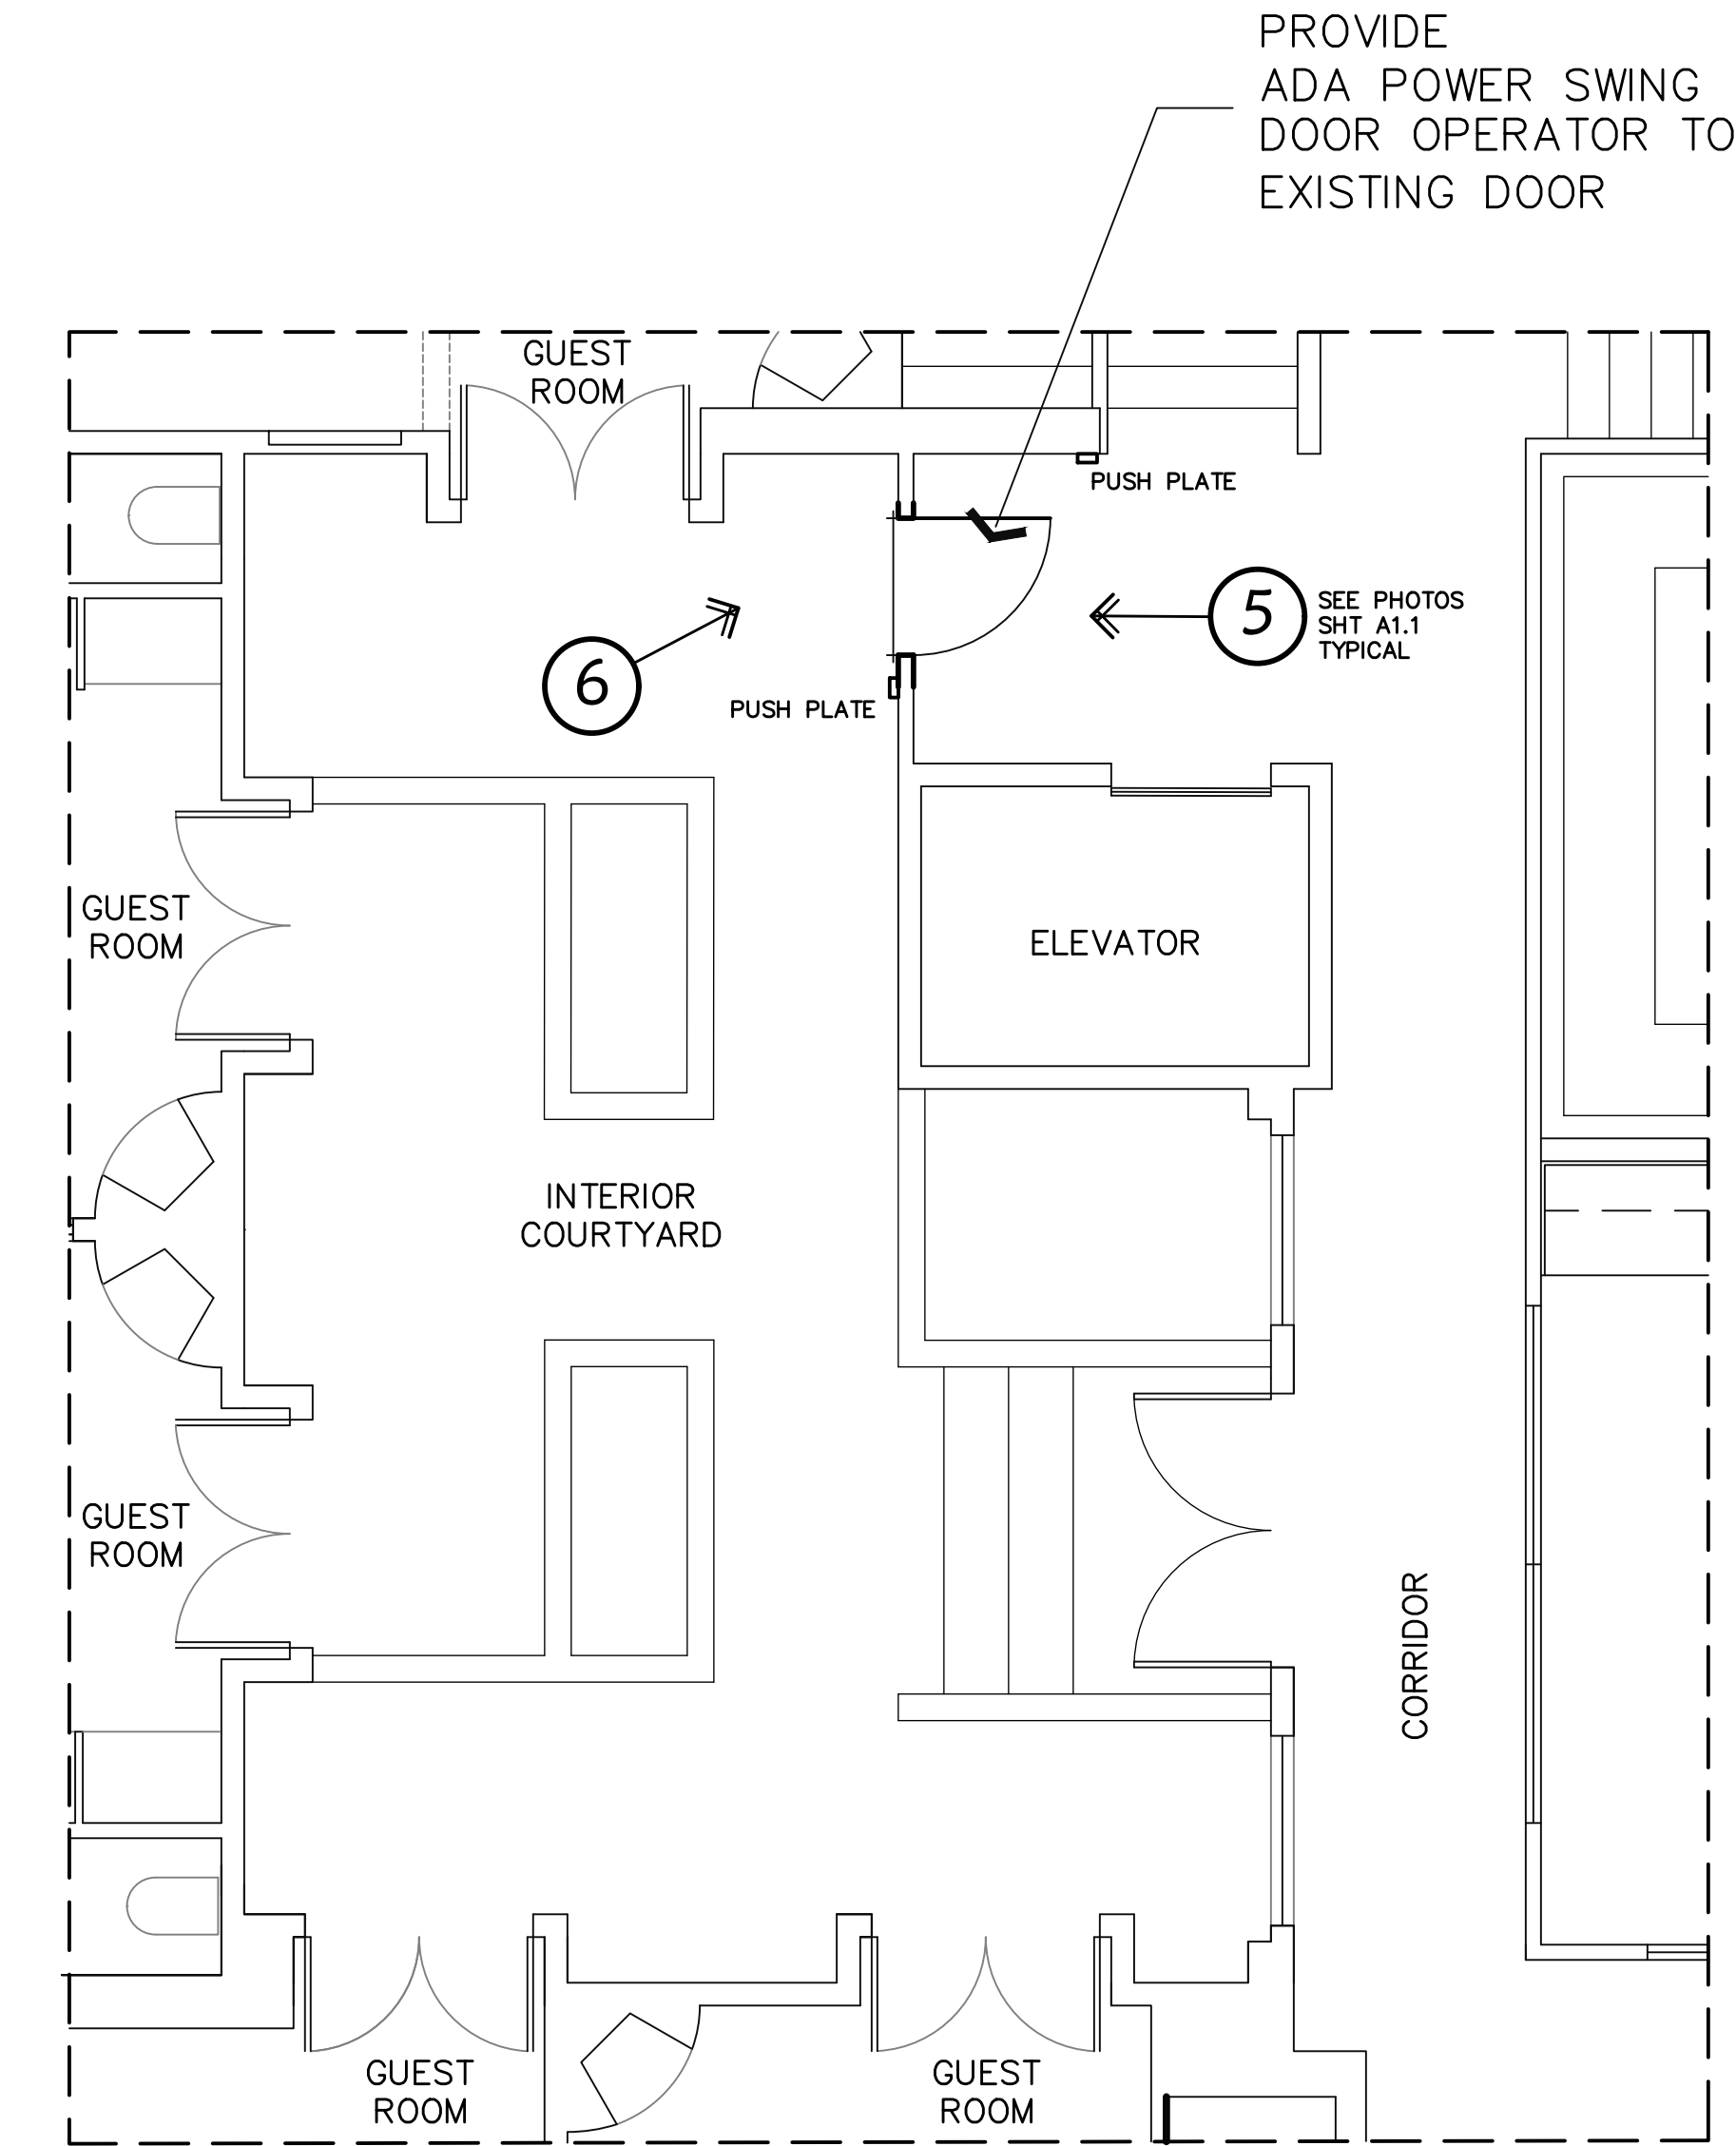 PROVIDE
ADA POWER SWING
DOOR OPERATOR TO
EXISTING DOOR
GUEST
ROOM
PUSH PLATE
5
SEE PHOTOS
SHT A1.1
TYPICAL
6
PUSH PLATE
GUEST
ROOM
ELEVATOR
INTERIOR
COURTYARD
GUEST
ROOM
CORRIDOR
GUEST
ROOM
GUEST
ROOM